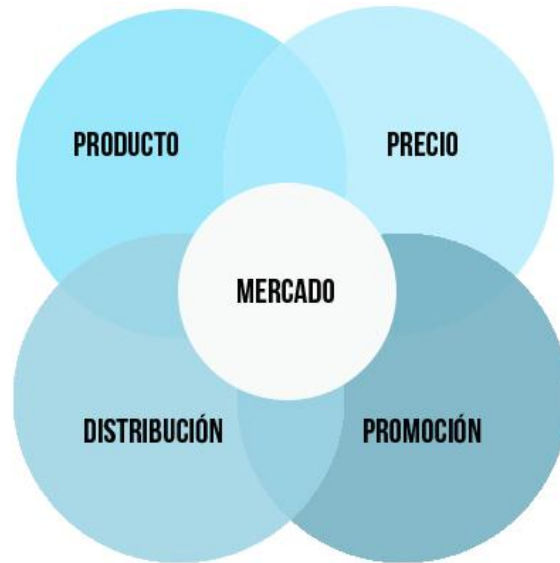 PRODUCTO
PRECIO
MERCADO
DISTRIBUCIÓN
PROMOCIÓN